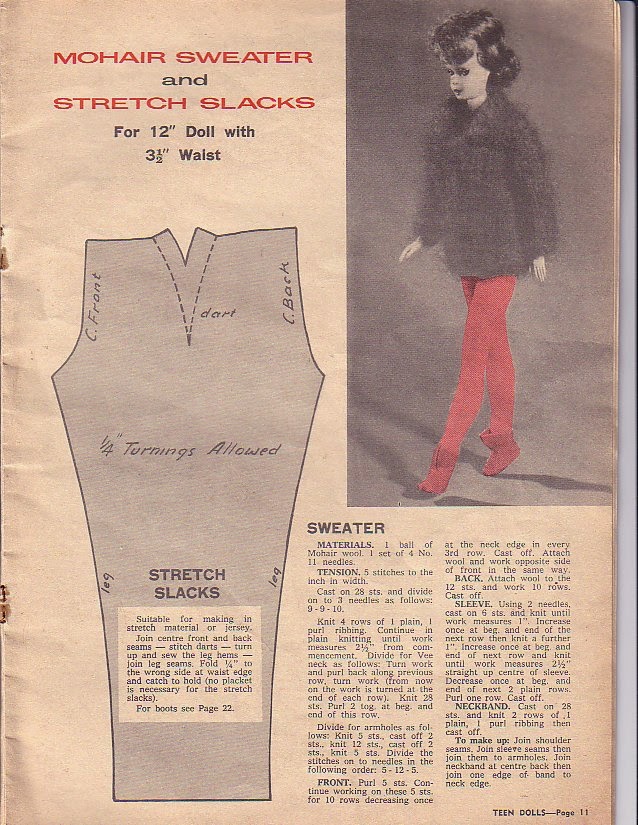 MOHAIR SWEATER
and
STRETCH SLACKS
For 12" Doll with
3½" Waist
C. Front
C. Back
dart
¼" Turnings Allowed
leg
leg
STRETCH
SLACKS
Suitable for making in
stretch material or jersey.
Join centre front and back
seams — stitch darts — turn
up and sew the leg hems —
join leg seams. Fold ¼" to
the wrong side at waist edge
and catch to hold (no placket
is necessary for the stretch
slacks).
For boots see Page 22.
SWEATER
MATERIALS. 1 ball of
Mohair wool. 1 set of 4 No.
11 needles.
TENSION. 5 stitches to the
inch in width.
Cast on 28 sts. and divide
on to 3 needles as follows:
9 - 9 - 10.
Knit 4 rows of 1 plain, 1
purl ribbing. Continue in
plain knitting until work
measures 2½" from com-
mencement. Divide for Vee
neck as follows: Turn work
and purl back along previous
row, turn work (from now
on the work is turned at the
end of each row). Knit 28
sts. Purl 2 tog. at beg. and
end of this row.
Divide for armholes as fol-
lows: Knit 5 sts., cast off 2
sts., knit 12 sts., cast off 2
sts., knit 5 sts. Divide the
stitches on to needles in the
following order: 5 - 12 - 5.
FRONT. Purl 5 sts. Con-
tinue working on these 5 sts.
for 10 rows decreasing once
at the neck edge in every
3rd row. Cast off. Attach
wool and work opposite side
of front in the same way.
BACK. Attach wool to the
12 sts. and work 10 rows.
Cast off.
SLEEVE. Using 2 needles,
cast on 6 sts. and knit until
work measures 1". Increase
once at beg. and end of the
next row then knit a further
1". Increase once at beg. and
end of next row and knit
until work measures 2½"
straight up centre of sleeve.
Decrease once at beg. and
end of next 2 plain rows.
Purl one row. Cast off.
NECKBAND. Cast on 28
sts. and knit 2 rows of 1
plain, 1 purl ribbing then
cast off.
To make up: Join shoulder
seams. Join sleeve seams then
join them to armholes. Join
neckband at centre back then
join one edge of band to
neck edge.
TEEN DOLLS—Page 11